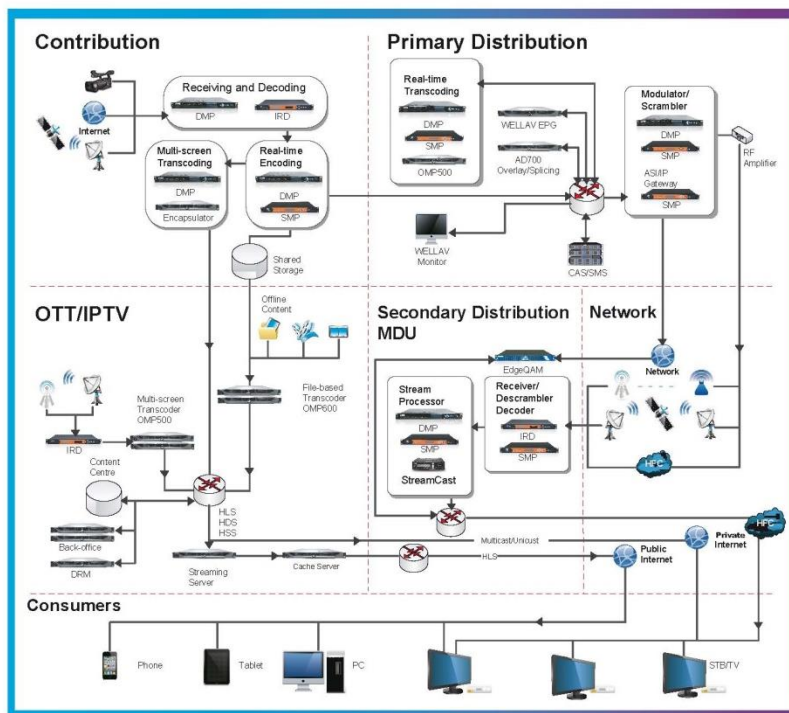 Contribution
Receiving and Decoding
DMP
IRD
Internet
Multi-screen
Transcoding
DMP
Encapsulator
Real-time
Encoding
DMP
SMP
Shared
Storage
Primary Distribution
Real-time
Transcoding
DMP
SMP
OMP500
WELLAV EPG
AD700
Overlay/Splicing
WELLAV
Monitor
CAS/SMS
Modulator/
Scrambler
DMP
SMP
ASI/IP
Gateway
SMP
RF
Amplifier
OTT/IPTV
Offline
Content
Multi-screen
Transcoder
OMP500
IRD
File-based
Transcoder
OMP600
Content
Centre
Back-office
DRM
HLS
HDS
HSS
Streaming
Server
Cache Server
Secondary Distribution
MDU
EdgeQAM
Stream
Processor
DMP
SMP
StreamCast
Receiver/
Descrambler
Decoder
IRD
SMP
Multicast/Unicust
HLS
Network
Network
HFC
HFC
Private
Internet
Public
Internet
Consumers
Phone
Tablet
PC
STB/TV